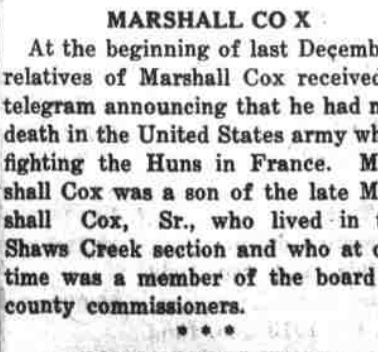 MARSHALL CO X
At the beginning of last Decemb
relatives of Marshall Cox received
telegram announcing that he had m
death in the United States army wh
fighting the Huns in France. M
shall Cox was a son of the late M
shall Cox, Sr., who lived in t
Shaws Creek section and who at o
time was a member of the board
county commissioners.
* * *